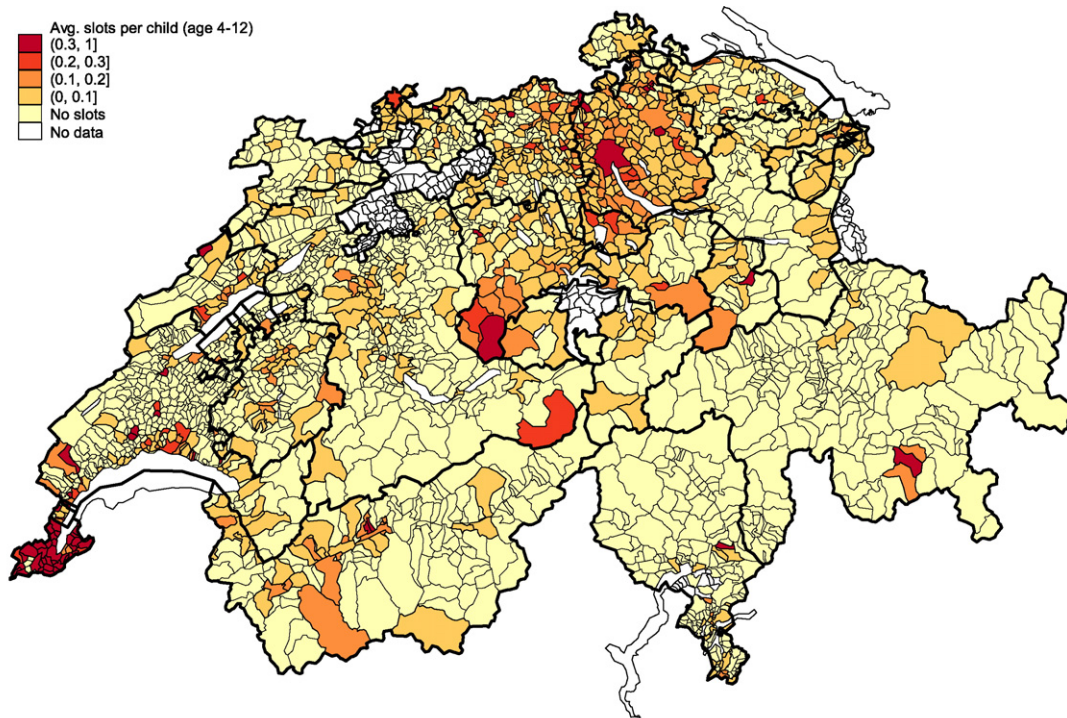 Avg. slots per child (age 4-12)
(0.3, 1]
(0.2, 0.3]
(0.1, 0.2]
(0, 0.1]
No slots
No data